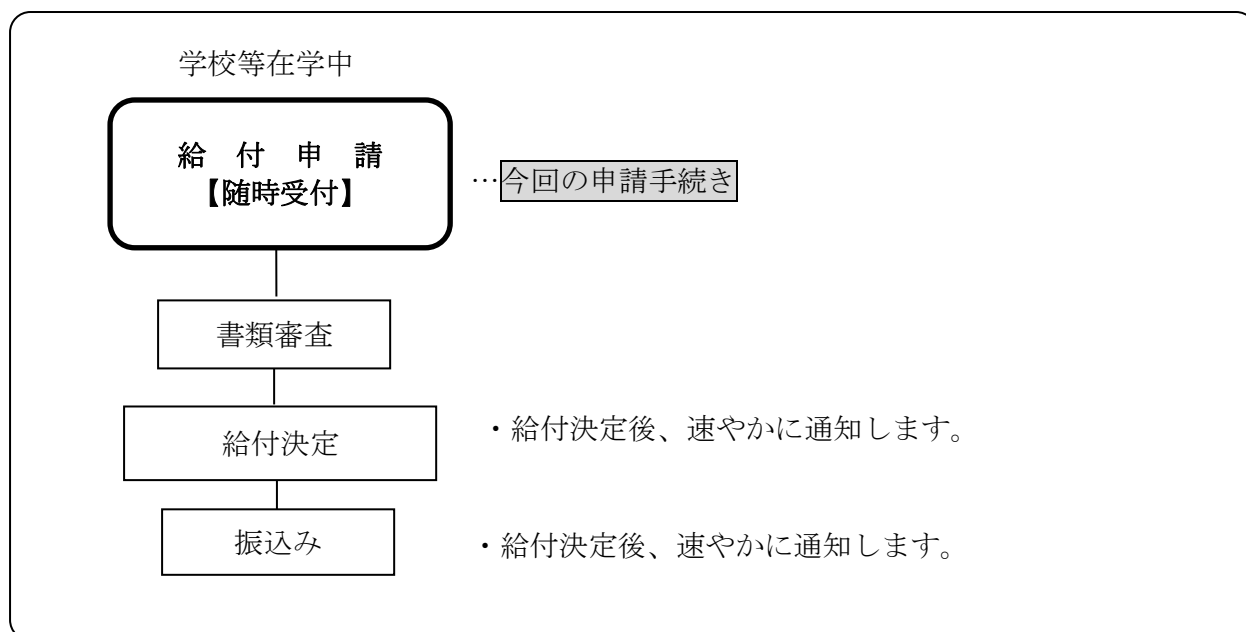 学校等在学中
給　付　申　請
【随時受付】
…今回の申請手続き
書類審査
給付決定
・給付決定後、速やかに通知します。
振込み
・給付決定後、速やかに通知します。